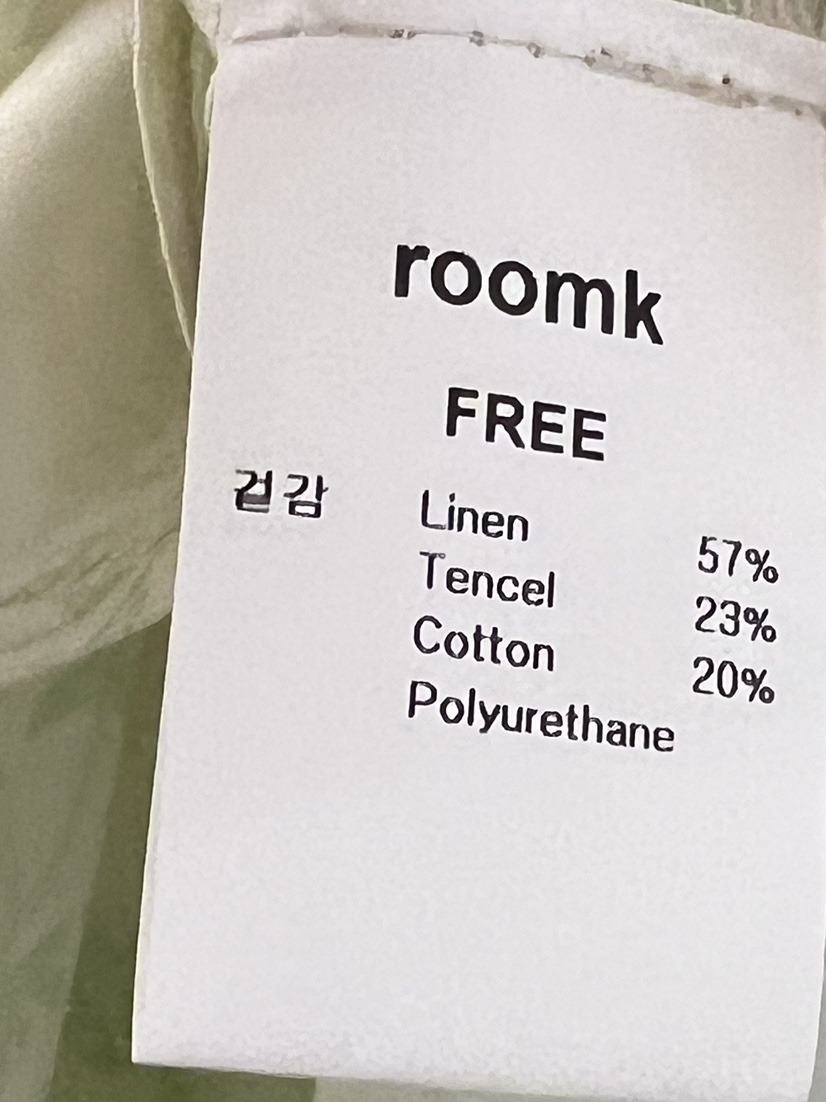 roomk
FREE
겉감 Linen 57%
Tencel 23%
Cotton 20%
Polyurethane